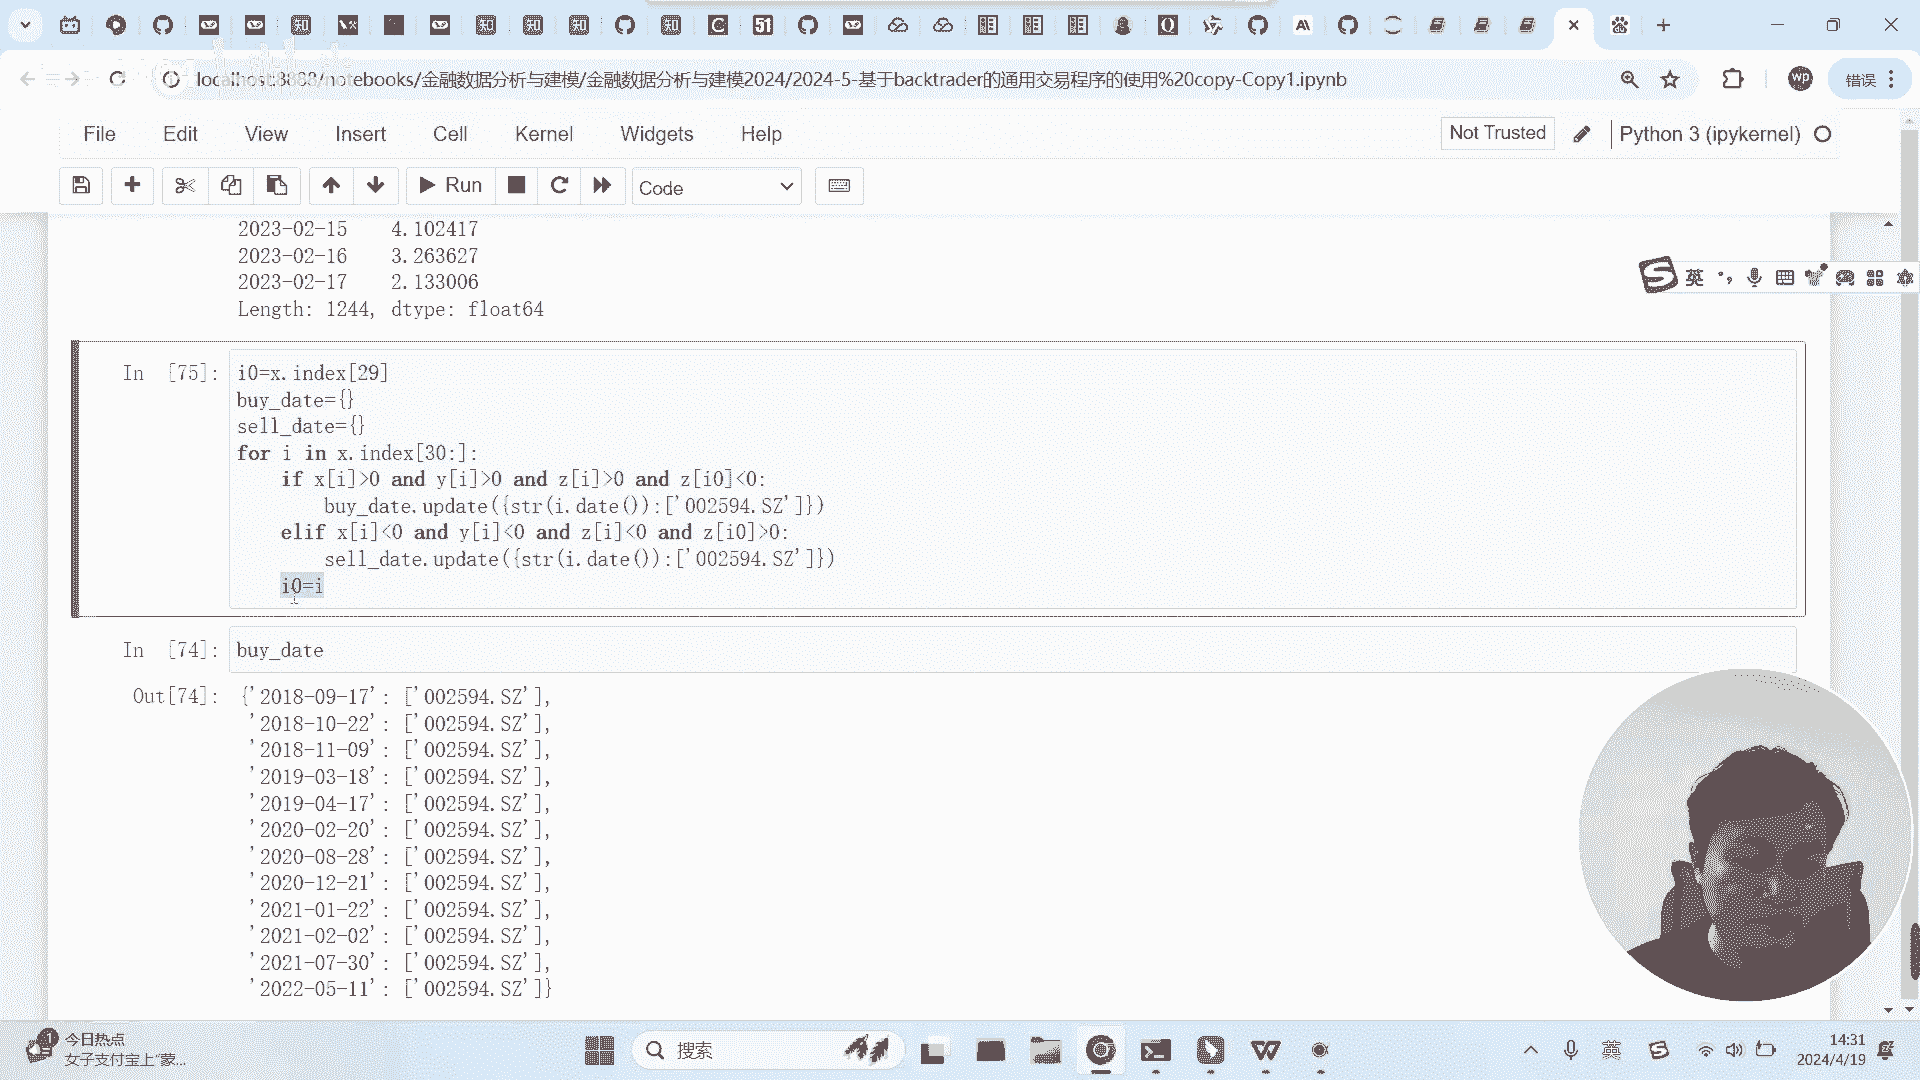 localhost:8888/notebooks/金融数据分析与建模/金融数据分析与建模2024/2024-5-基于backtrader的通用交易程序的使用%20copy-Copy1.ipynb
wp
错误
File Edit View Insert Cell Kernel Widgets Help
Not Trusted
Python 3 (ipykernel)
Run
Code
2023-02-15 4.102417
2023-02-16 3.263627
2023-02-17 2.133006
Length: 1244, dtype: float64
英
In [75]:
i0=x.index[29]
buy_date={}
sell_date={}
for i in x.index[30:]:
    if x[i]>0 and y[i]>0 and z[i]>0 and z[i0]<0:
        buy_date.update({str(i.date()):['002594.SZ']})
    elif x[i]<0 and y[i]<0 and z[i]<0 and z[i0]>0:
        sell_date.update({str(i.date()):['002594.SZ']})
    i0=i
In [74]: buy_date
Out[74]: {'2018-09-17': ['002594.SZ'],
'2018-10-22': ['002594.SZ'],
'2018-11-09': ['002594.SZ'],
'2019-03-18': ['002594.SZ'],
'2019-04-17': ['002594.SZ'],
'2020-02-20': ['002594.SZ'],
'2020-08-28': ['002594.SZ'],
'2020-12-21': ['002594.SZ'],
'2021-01-22': ['002594.SZ'],
'2021-02-02': ['002594.SZ'],
'2021-07-30': ['002594.SZ'],
'2022-05-11': ['002594.SZ']}
1
今日热点
女子支付宝上"蒙...
搜索
英
14:31
2024/4/19